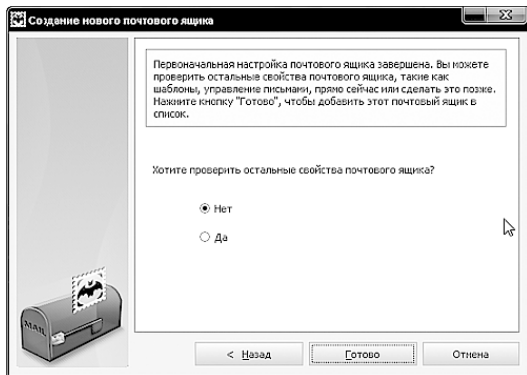 Создание нового почтового ящика
Первоначальная настройка почтового ящика завершена. Вы можете
проверить остальные свойства почтового ящика, такие как
шаблоны, управление письмами, прямо сейчас или сделать это позже.
Нажмите кнопку "Готово", чтобы добавить этот почтовый ящик в
список.
Хотите проверить остальные свойства почтового ящика?
Нет
Да
MAIL
< Назад
Готово
Отмена